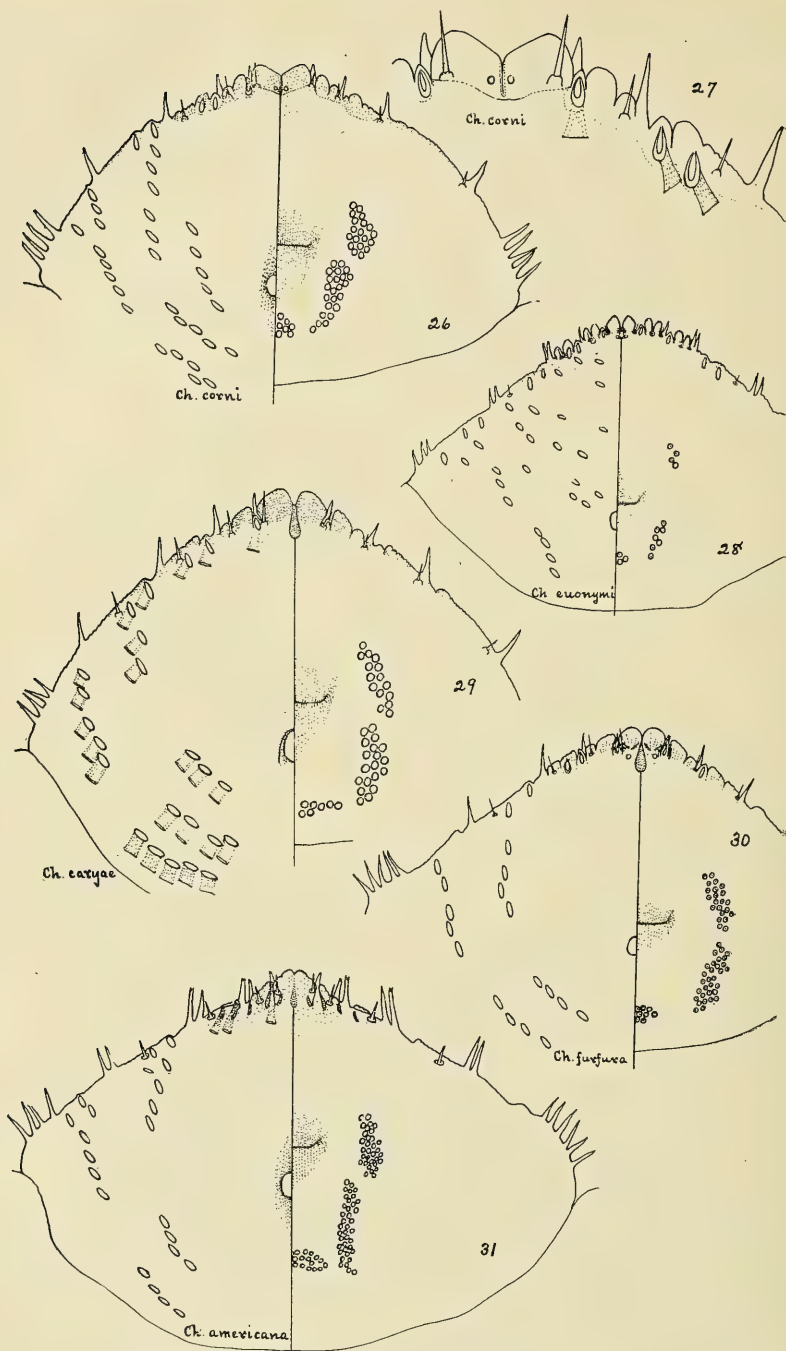 27
Ch. corni
26
Ch. corni
28
Ch. euonymi
29
Ch. caryae
30
Ch. furfura
31
Ch. americana